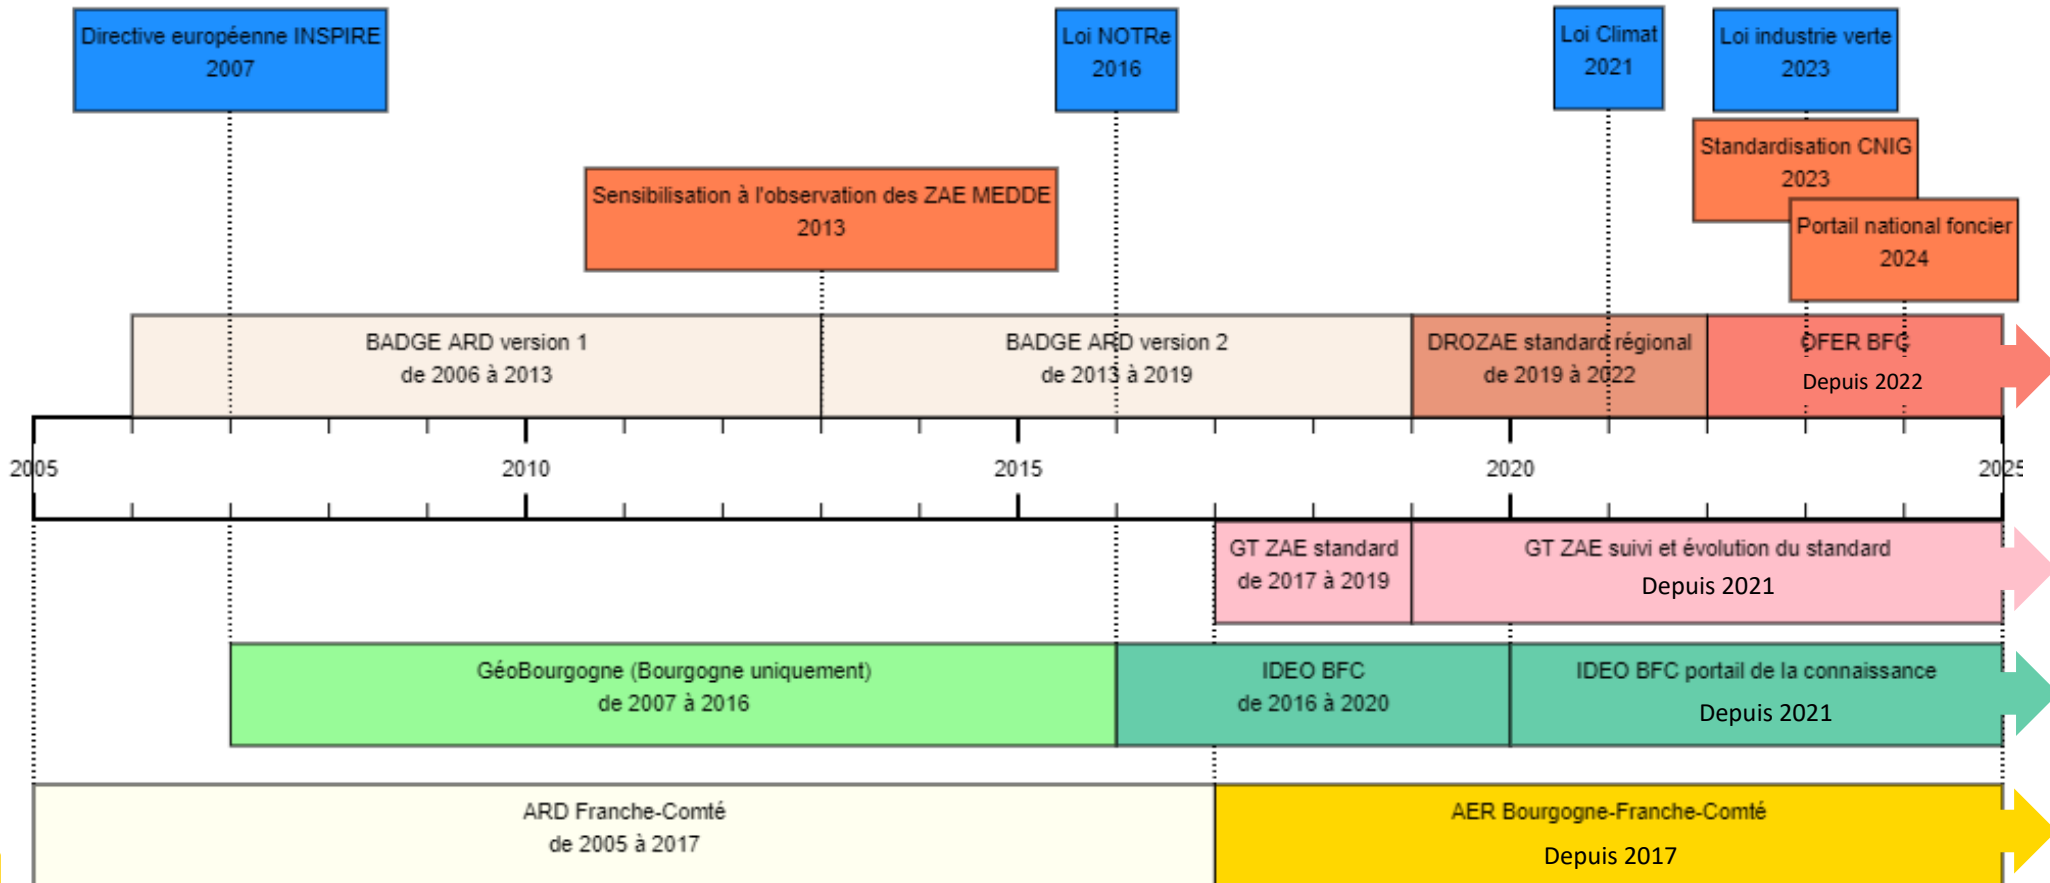 Directive européenne INSPIRE
2007
Loi NOTRe
2016
Loi Climat
2021
Loi industrie verte
2023
Standardisation CNIG
2023
Sensibilisation à l'observation des ZAE MEDDE
2013
Portail national foncier
2024
BADGE ARD version 1
de 2006 à 2013
BADGE ARD version 2
de 2013 à 2019
DROZAE standard régional
de 2019 à 2022
OFER BFC
Depuis 2022
2005
2010
2015
2020
2025
GT ZAE standard
de 2017 à 2019
GT ZAE suivi et évolution du standard
Depuis 2021
GéoBourgogne (Bourgogne uniquement)
de 2007 à 2016
IDEO BFC
de 2016 à 2020
IDEO BFC portail de la connaissance
Depuis 2021
ARD Franche-Comté
de 2005 à 2017
AER Bourgogne-Franche-Comté
Depuis 2017